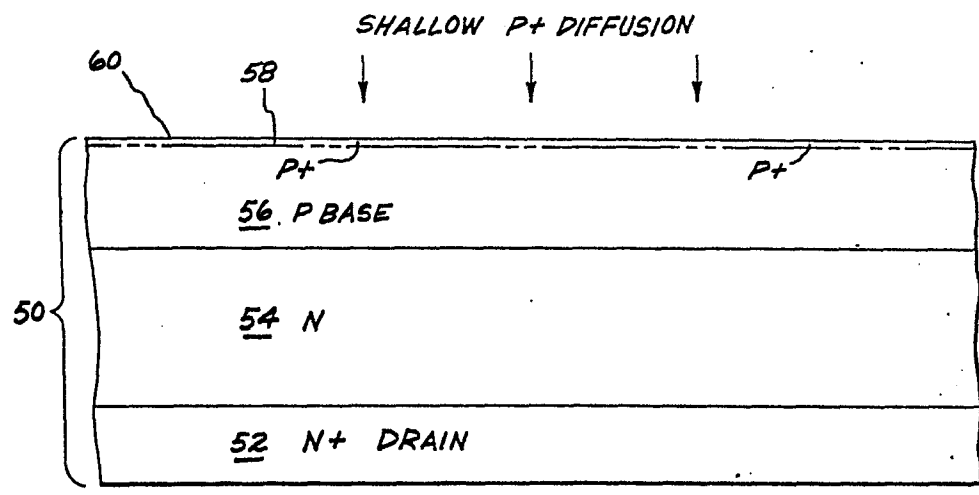 SHALLOW P+ DIFFUSION
60
58
P+ P+
56. P BASE
50
54 N
52 N+ DRAIN